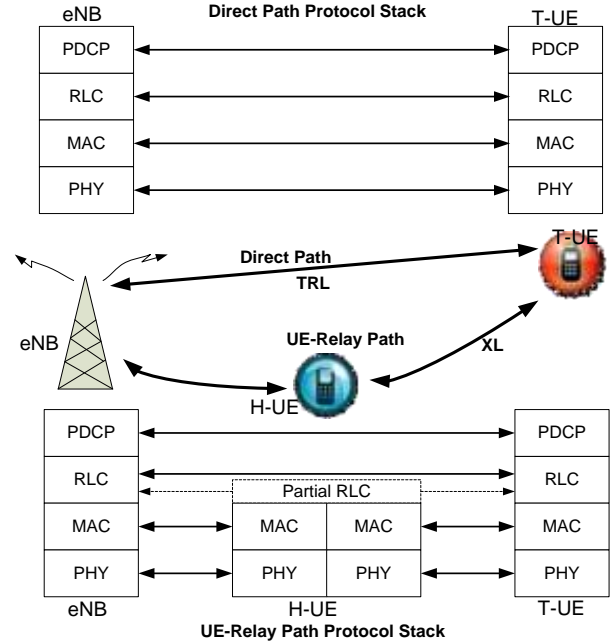 Direct Path Protocol Stack
eNB
T-UE
PDCP
PDCP
RLC
RLC
MAC
MAC
PHY
PHY
T-UE
Direct Path
TRL
eNB
UE-Relay Path
XL
H-UE
PDCP
PDCP
RLC
RLC
Partial RLC
MAC
MAC
MAC
MAC
PHY
PHY
PHY
PHY
eNB
H-UE
T-UE
UE-Relay Path Protocol Stack